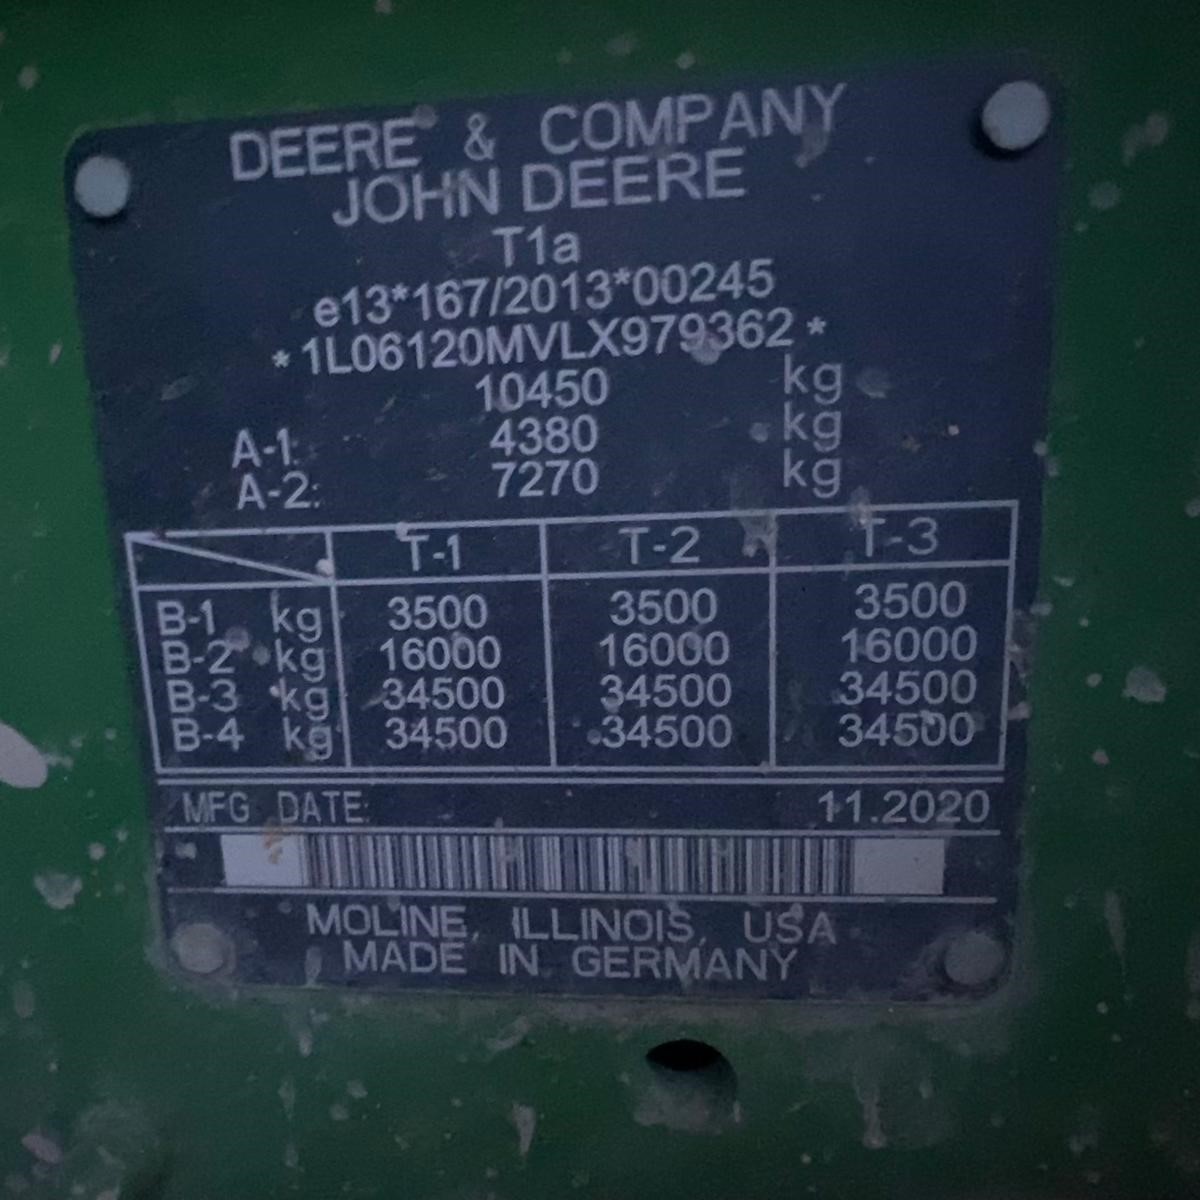 DEERE & COMPANY
JOHN DEERE
T1a
e13*167/2013*00245
*1L06120MVLX979362*
10450 kg
A-1: 4380 kg
A-2: 7270 kg
T-1 T-2 T-3
B-1 kg 3500 3500 3500
B-2 kg 16000 16000 16000
B-3 kg 34500 34500 34500
B-4 kg 34500 34500 34500
MFG DATE: 11.2020
MOLINE, ILLINOIS, USA
MADE IN GERMANY